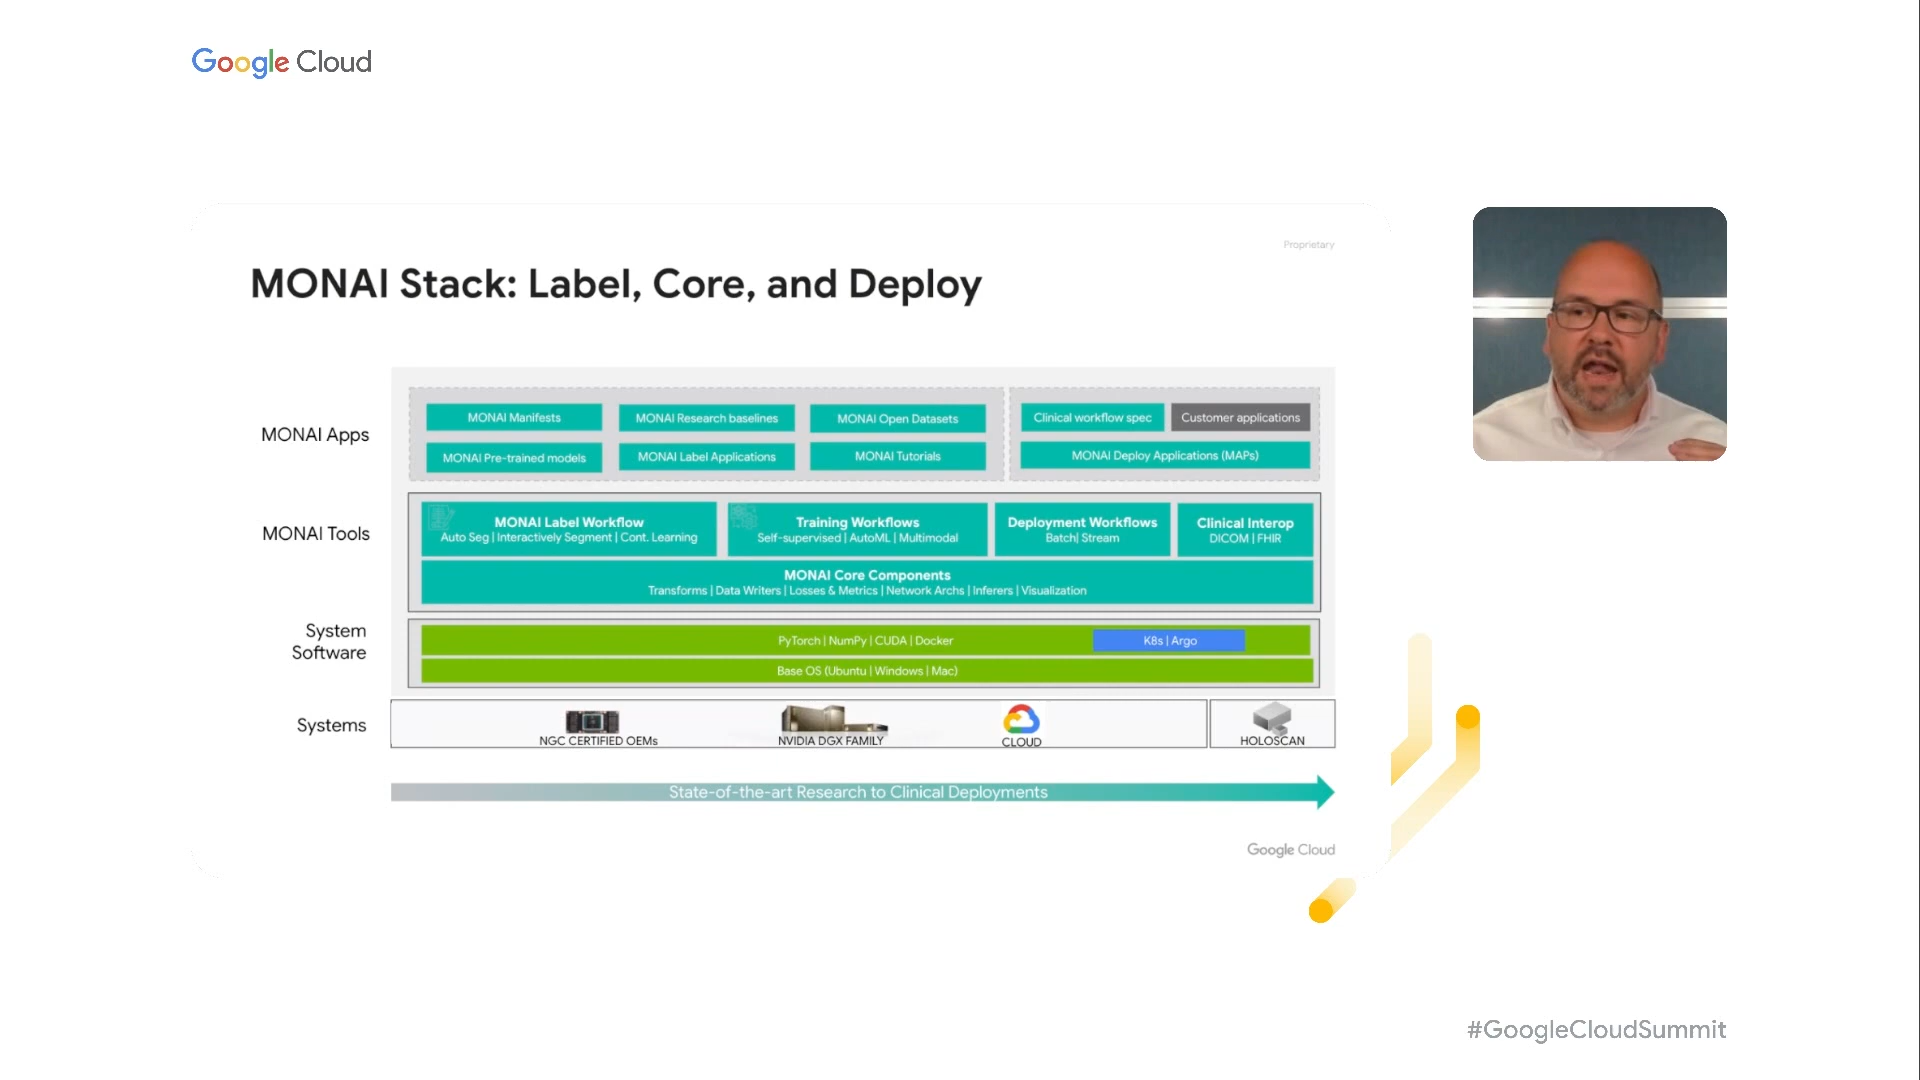 Google Cloud
Proprietary
MONAI Stack: Label, Core, and Deploy
MONAI Apps
MONAI Manifests
MONAI Research baselines
MONAI Open Datasets
Clinical workflow spec
Customer applications
MONAI Pre-trained models
MONAI Label Applications
MONAI Tutorials
MONAI Deploy Applications (MAPs)
MONAI Tools
MONAI Label Workflow
Auto Seg | Interactively Segment | Cont. Learning
Training Workflows
Self-supervised | AutoML | Multimodal
Deployment Workflows
Batch| Stream
Clinical Interop
DICOM | FHIR
MONAI Core Components
Transforms | Data Writers | Losses & Metrics | Network Archs | Inferers | Visualization
System
Software
PyTorch | NumPy | CUDA | Docker
K8s | Argo
Base OS (Ubuntu | Windows | Mac)
Systems
NGC CERTIFIED OEMs
NVIDIA DGX FAMILY
CLOUD
HOLOSCAN
State-of-the-art Research to Clinical Deployments
Google Cloud
#GoogleCloudSummit